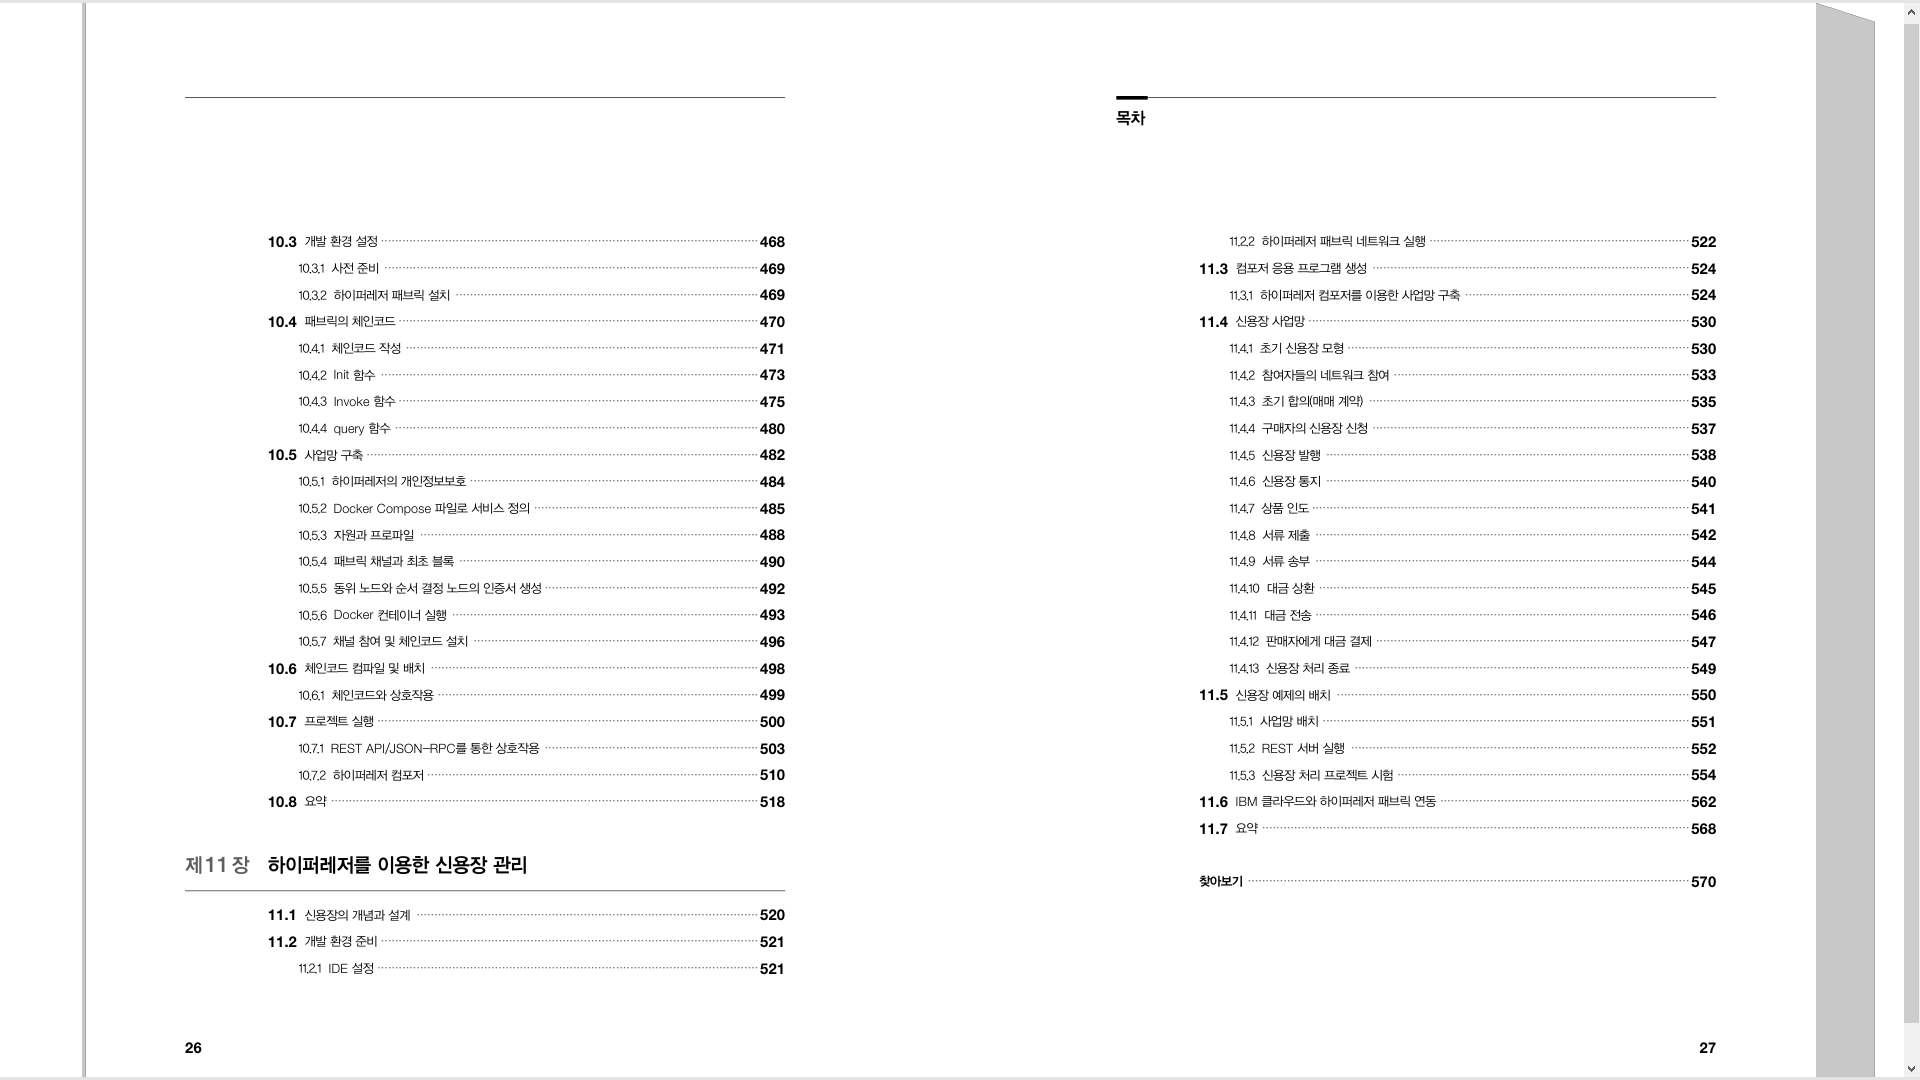 10.3 개발 환경 설정 468
10.3.1 사전 준비 469
10.3.2 하이퍼레저 패브릭 설치 469
10.4 패브릭의 체인코드 470
10.4.1 체인코드 작성 471
10.4.2 Init 함수 473
10.4.3 Invoke 함수 475
10.4.4 query 함수 480
10.5 사업망 구축 482
10.5.1 하이퍼레저의 개인정보보호 484
10.5.2 Docker Compose 파일로 서비스 정의 485
10.5.3 자원과 프로파일 488
10.5.4 패브릭 채널과 최초 블록 490
10.5.5 동위 노드와 순서 결정 노드의 인증서 생성 492
10.5.6 Docker 컨테이너 실행 493
10.5.7 채널 참여 및 체인코드 설치 496
10.6 체인코드 컴파일 및 배치 498
10.6.1 체인코드와 상호작용 499
10.7 프로젝트 실행 500
10.7.1 REST API/JSON-RPC를 통한 상호작용 503
10.7.2 하이퍼레저 컴포저 510
10.8 요약 518
제11장 하이퍼레저를 이용한 신용장 관리
11.1 신용장의 개념과 설계 520
11.2 개발 환경 준비 521
11.2.1 IDE 설정 521
26
목차
11.2.2 하이퍼레저 패브릭 네트워크 실행 522
11.3 컴포저 응용 프로그램 생성 524
11.3.1 하이퍼레저 컴포저를 이용한 사업망 구축 524
11.4 신용장 사업망 530
11.4.1 초기 신용장 모형 530
11.4.2 참여자들의 네트워크 참여 533
11.4.3 초기 합의(매매 계약) 535
11.4.4 구매자의 신용장 신청 537
11.4.5 신용장 발행 538
11.4.6 신용장 통지 540
11.4.7 상품 인도 541
11.4.8 서류 제출 542
11.4.9 서류 송부 544
11.4.10 대금 상환 545
11.4.11 대금 전송 546
11.4.12 판매자에게 대금 결제 547
11.4.13 신용장 처리 종료 549
11.5 신용장 예제의 배치 550
11.5.1 사업망 배치 551
11.5.2 REST 서버 실행 552
11.5.3 신용장 처리 프로젝트 시험 554
11.6 IBM 클라우드와 하이퍼레저 패브릭 연동 562
11.7 요약 568
찾아보기 570
27